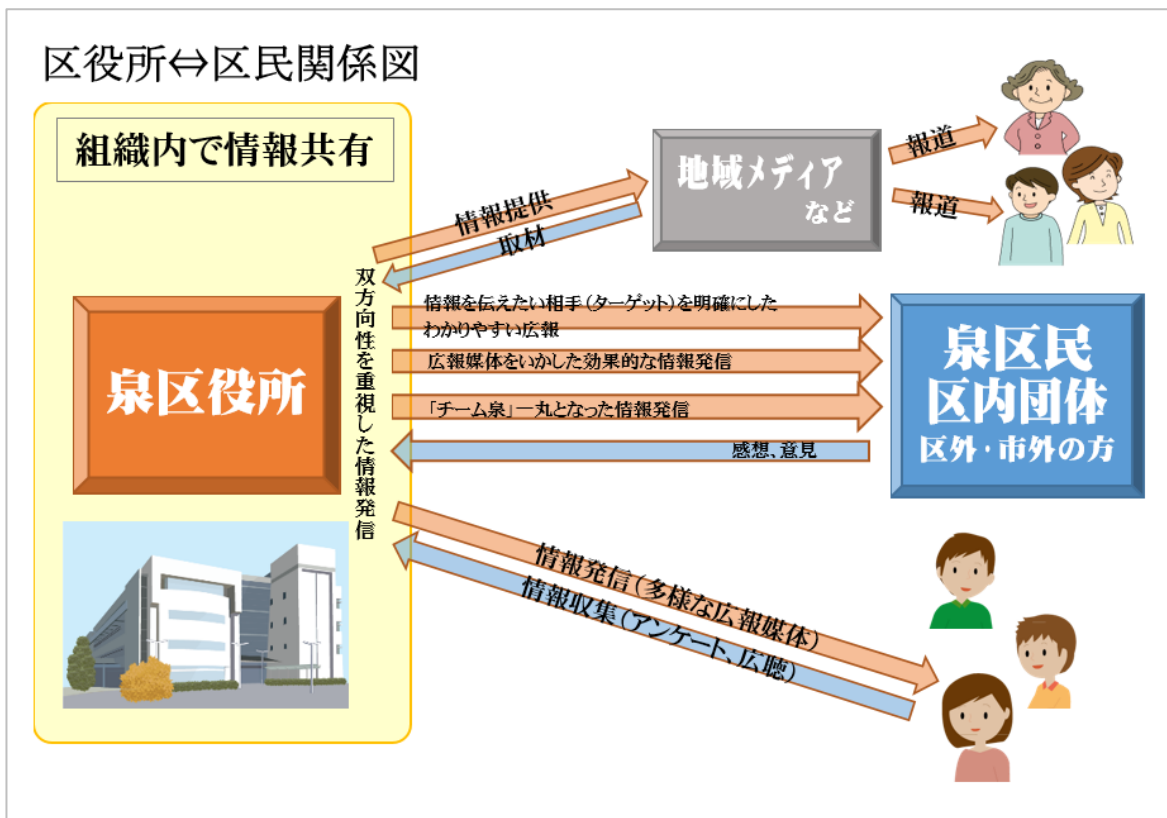 区役所⇔区民関係図
組織内で情報共有
泉区役所
双方向性を重視した情報発信
情報提供
取材
地域メディア
など
報道
報道
情報を伝えたい相手（ターゲット）を明確にした
わかりやすい広報
広報媒体をいかした効果的な情報発信
「チーム泉」一丸となった情報発信
感想、意見
泉区民
区内団体
区外・市外の方
情報発信（多様な広報媒体）
情報収集（アンケート、広聴）